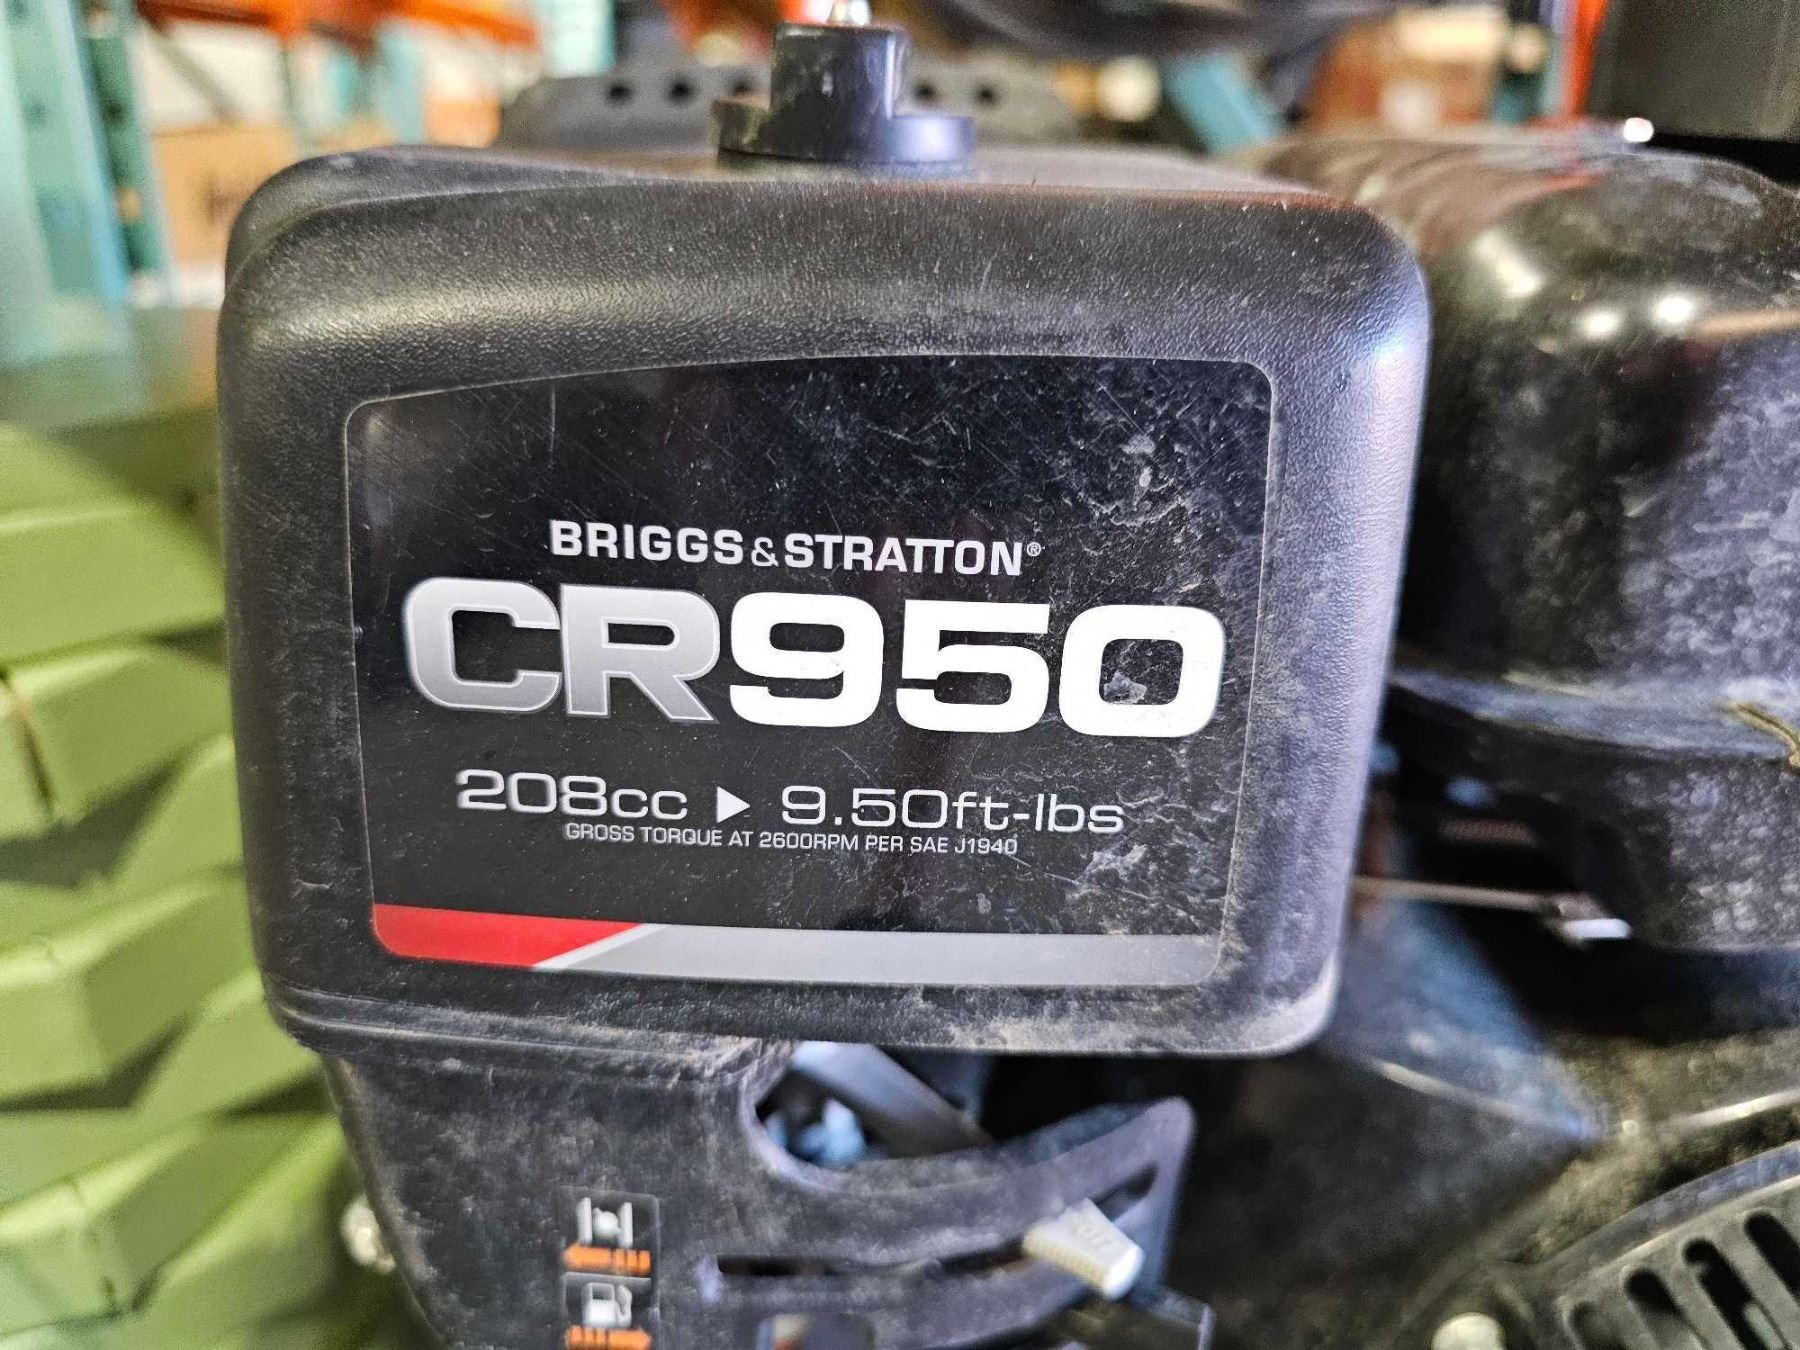 BRIGGS & STRATTON®
CR950
208cc ▶ 9.50ft-lbs
GROSS TORQUE AT 2600RPM PER SAE J1940